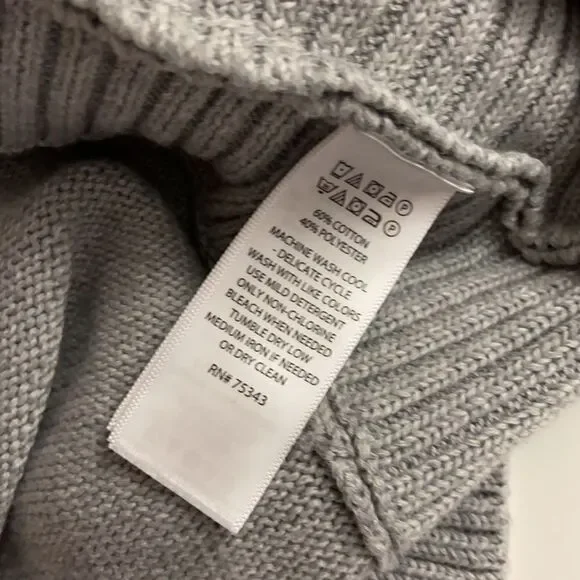 60% COTTON
40% POLYESTER
MACHINE WASH COOL
- DELICATE CYCLE
WASH WITH LIKE COLORS
USE MILD DETERGENT
ONLY NON-CHLORINE
BLEACH WHEN NEEDED
TUMBLE DRY LOW
MEDIUM IRON IF NEEDED
OR DRY CLEAN
RN# 75343